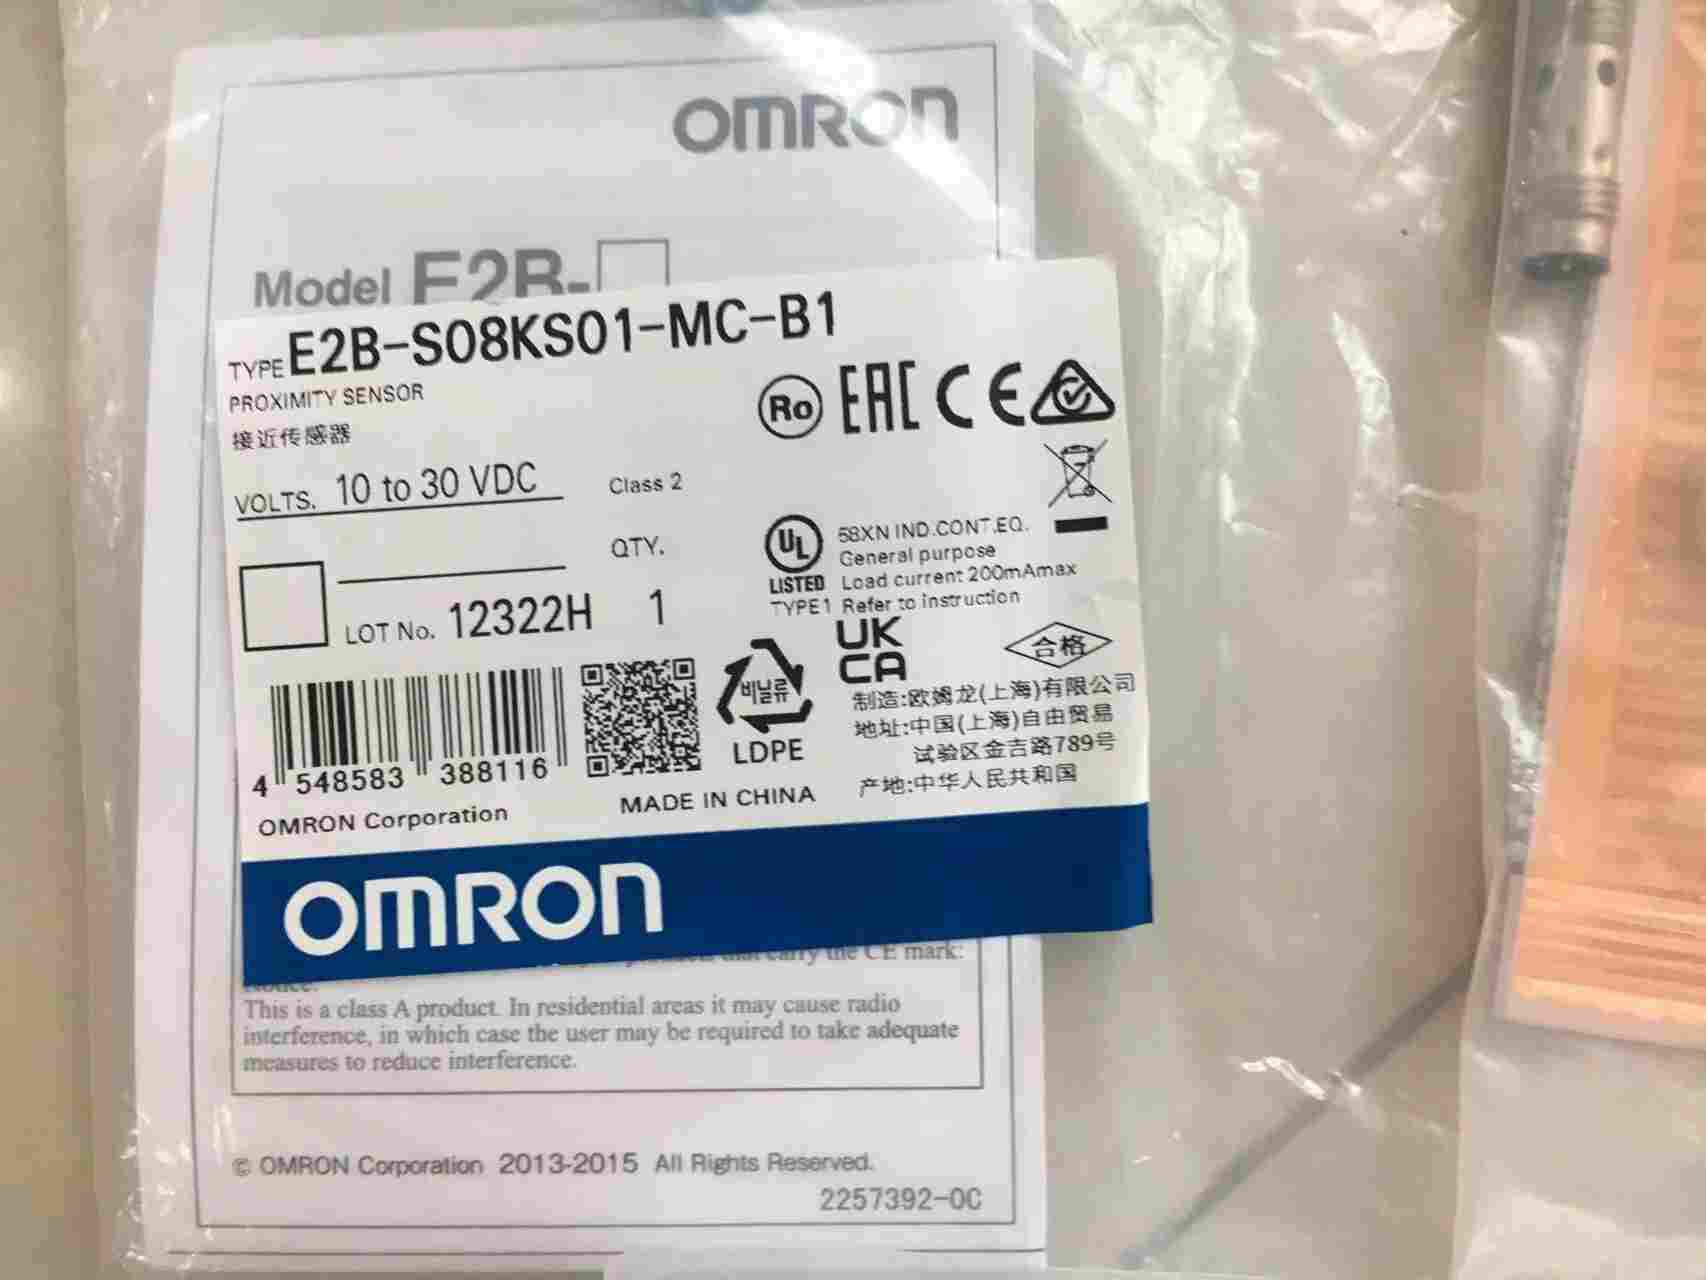 OMRON
Model E2B-
TYPE E2B-S08KS01-MC-B1
PROXIMITY SENSOR
接近传感器
Ro EAC CE
VOLTS. 10 to 30 VDC Class 2
UL LISTED
58XN IND.CONT.EQ.
General purpose
Load current 200mAmax
TYPE1 Refer to instruction
QTY.
LOT No. 12322H 1
UK
CA
合格
비닐류
LDPE
制造:欧姆龙(上海)有限公司
地址:中国(上海)自由贸易
试验区金吉路789号
产地:中华人民共和国
4 548583 388116
OMRON Corporation
MADE IN CHINA
OMRON
that carry the CE mark:
Notice:
This is a class A product. In residential areas it may cause radio
interference, in which case the user may be required to take adequate
measures to reduce interference.
© OMRON Corporation 2013-2015 All Rights Reserved.
2257392-0C